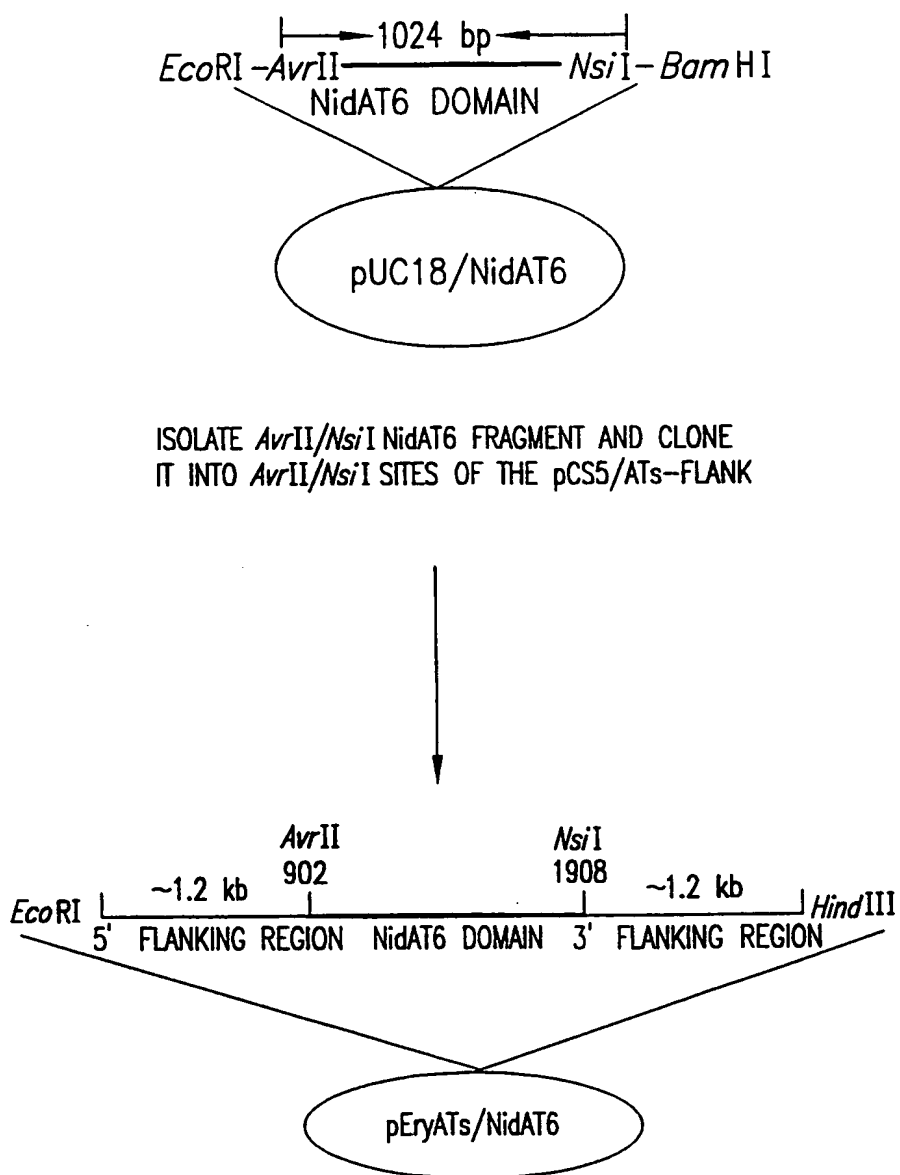 1024 bp
EcoRI-AvrII NsiI-BamHI
NidAT6 DOMAIN
pUC18/NidAT6
ISOLATE AvrII/NsiI NidAT6 FRAGMENT AND CLONE
IT INTO AvrII/NsiI SITES OF THE pCS5/ATs-FLANK
AvrII NsiI
902 1908
~1.2 kb ~1.2 kb
EcoRI HindIII
5' FLANKING REGION NidAT6 DOMAIN 3' FLANKING REGION
pEryATs/NidAT6